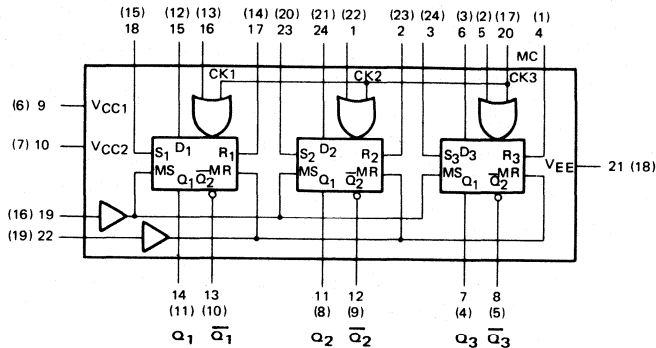 (15) (12) (13) (14) (20) (21) (22) (23) (24) (3) (2) (17) (1)
18 15 16 17 23 24 1 2 3 6 5 20 4
MC
CK1 CK2 CK3
(6) 9 VCC1
(7) 10 VCC2
S1 D1 R1
MS Q1 Q̅2 MR
S2 D2 R2
MS Q1 Q̅2 MR
S3 D3 R3
MS Q1 Q̅2 MR
VEE 21 (18)
(16) 19
(19) 22
14 13 11 12 7 8
(11) (10) (8) (9) (4) (5)
Q1 Q̅1 Q2 Q̅2 Q3 Q̅3